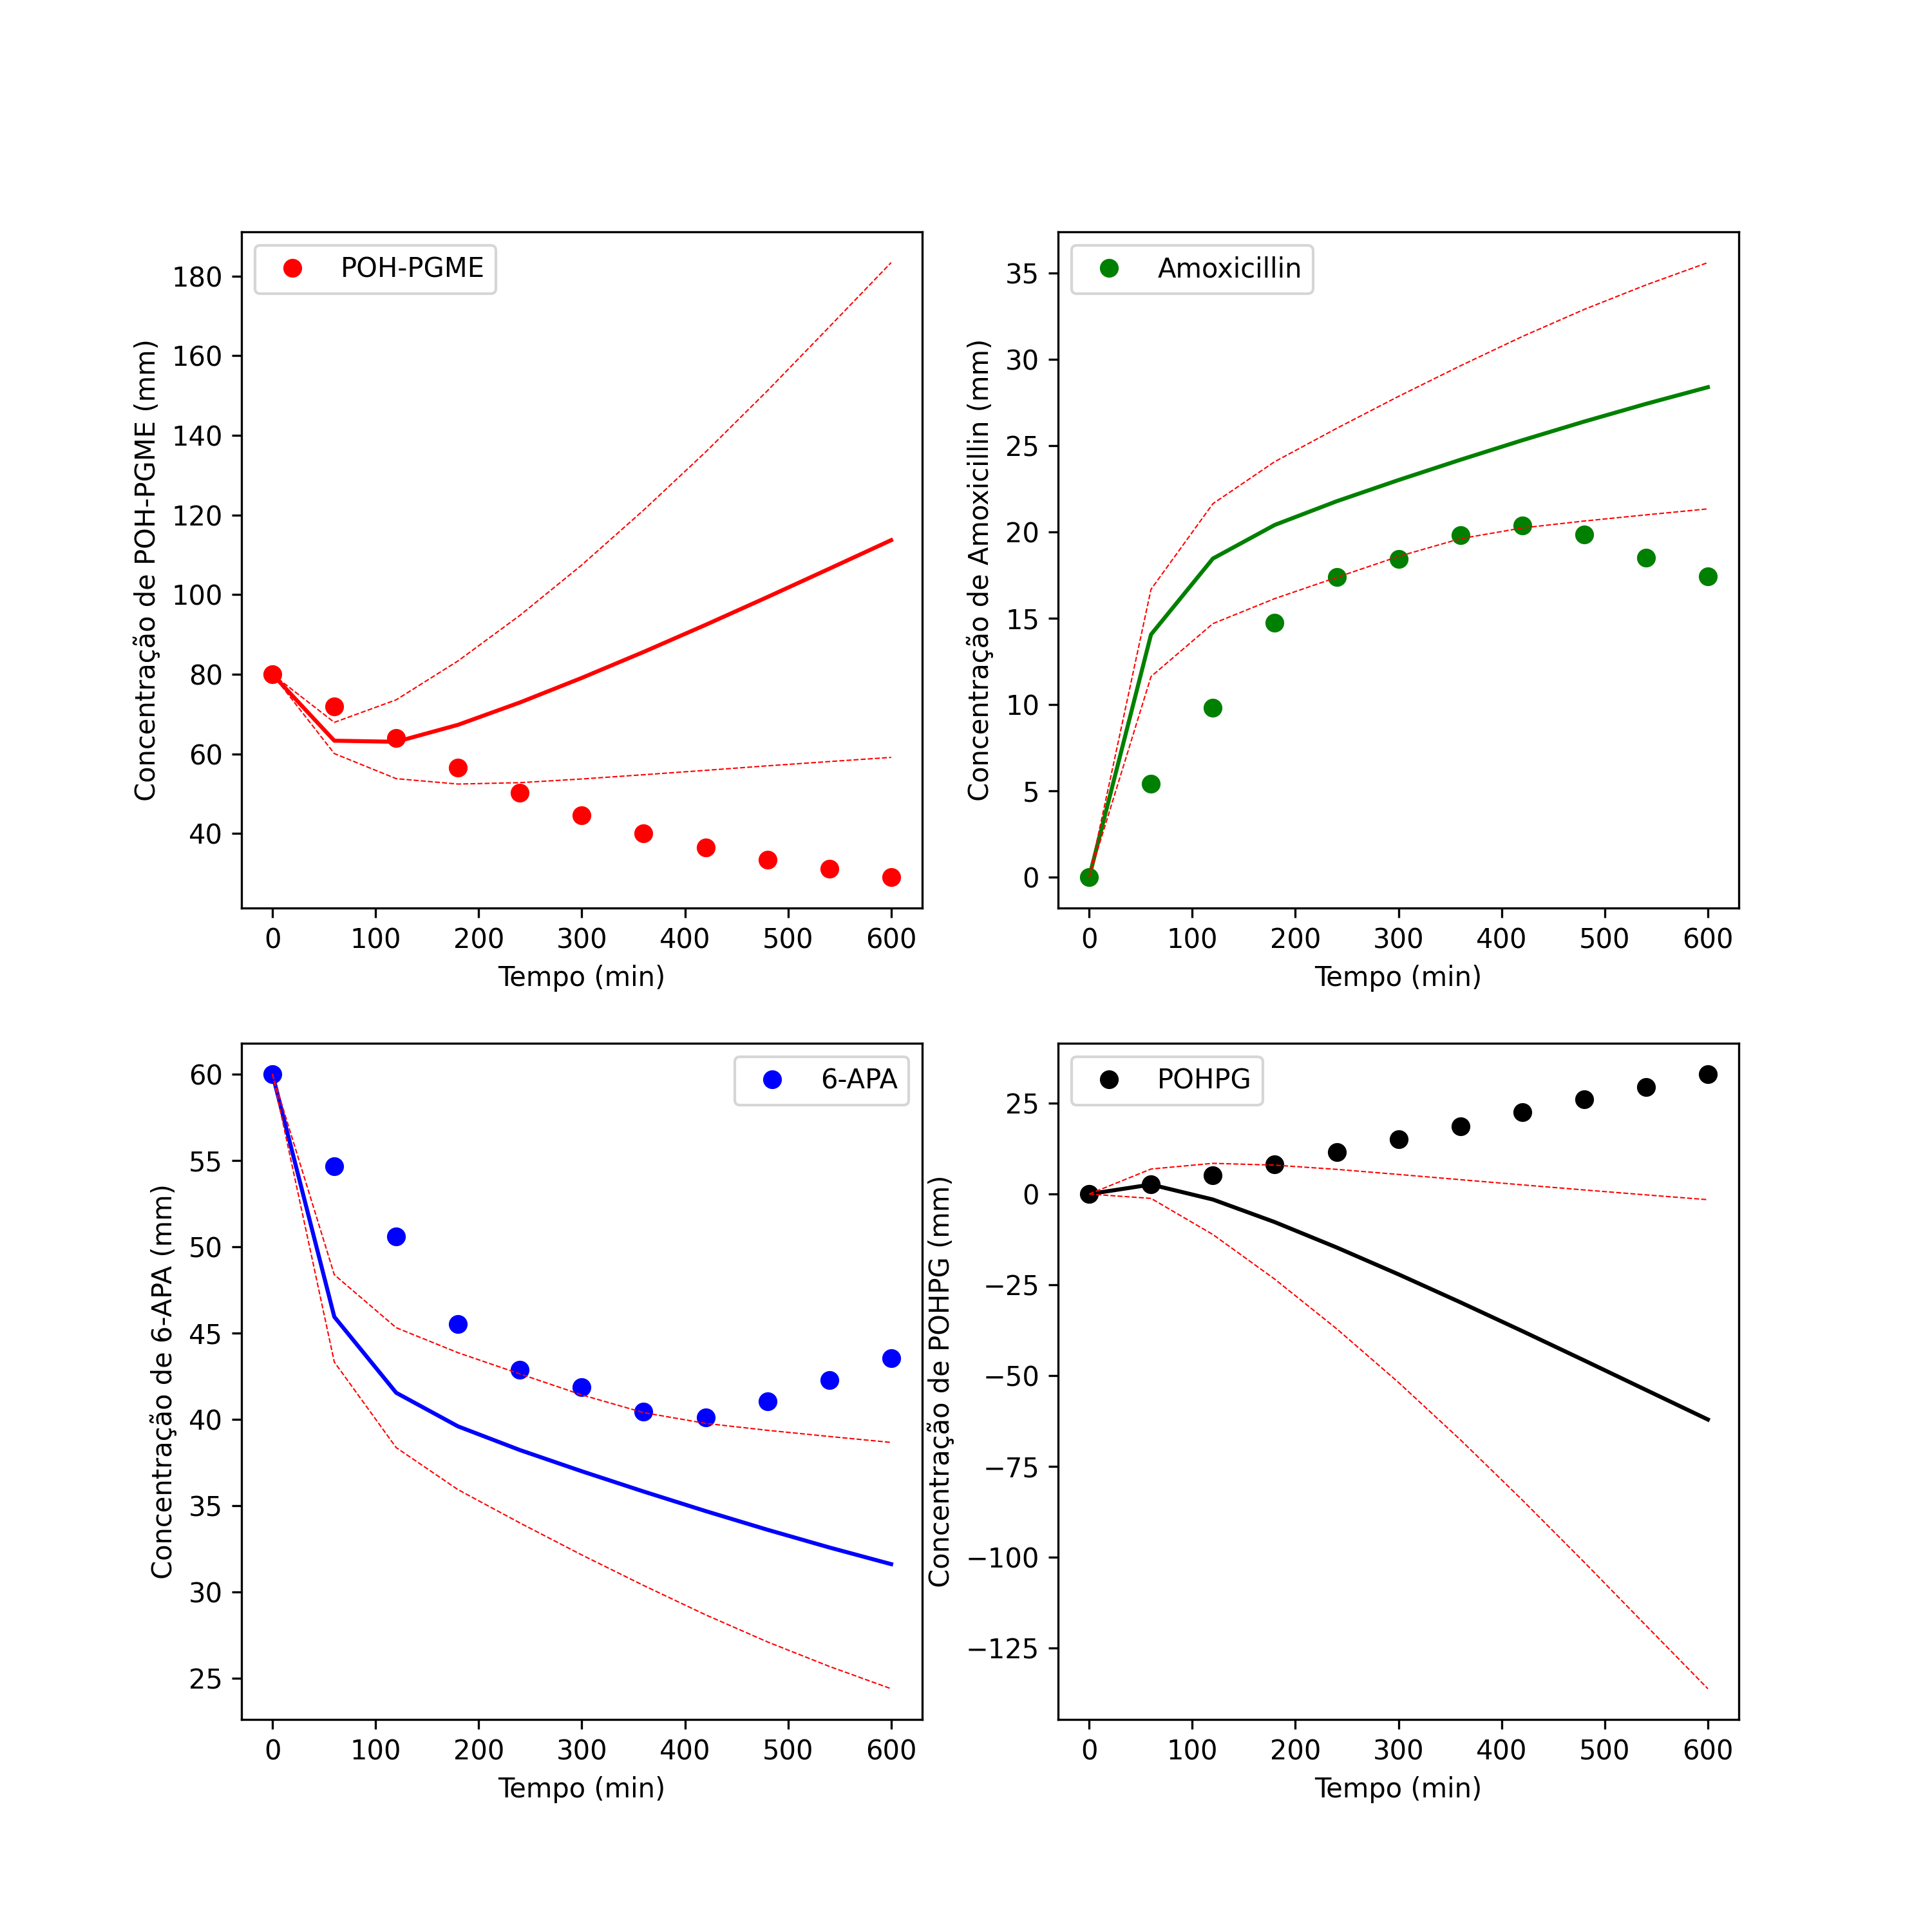 POH-PGME
180
160
140
120
100
80
60
40
Concentração de POH-PGME (mm)
0 100 200 300 400 500 600
Tempo (min)
Amoxicillin
35
30
25
20
15
10
5
0
Concentração de Amoxicillin (mm)
0 100 200 300 400 500 600
Tempo (min)
6-APA
60
55
50
45
40
35
30
25
Concentração de 6-APA (mm)
0 100 200 300 400 500 600
Tempo (min)
POHPG
25
0
−25
−50
−75
−100
−125
Concentração de POHPG (mm)
0 100 200 300 400 500 600
Tempo (min)